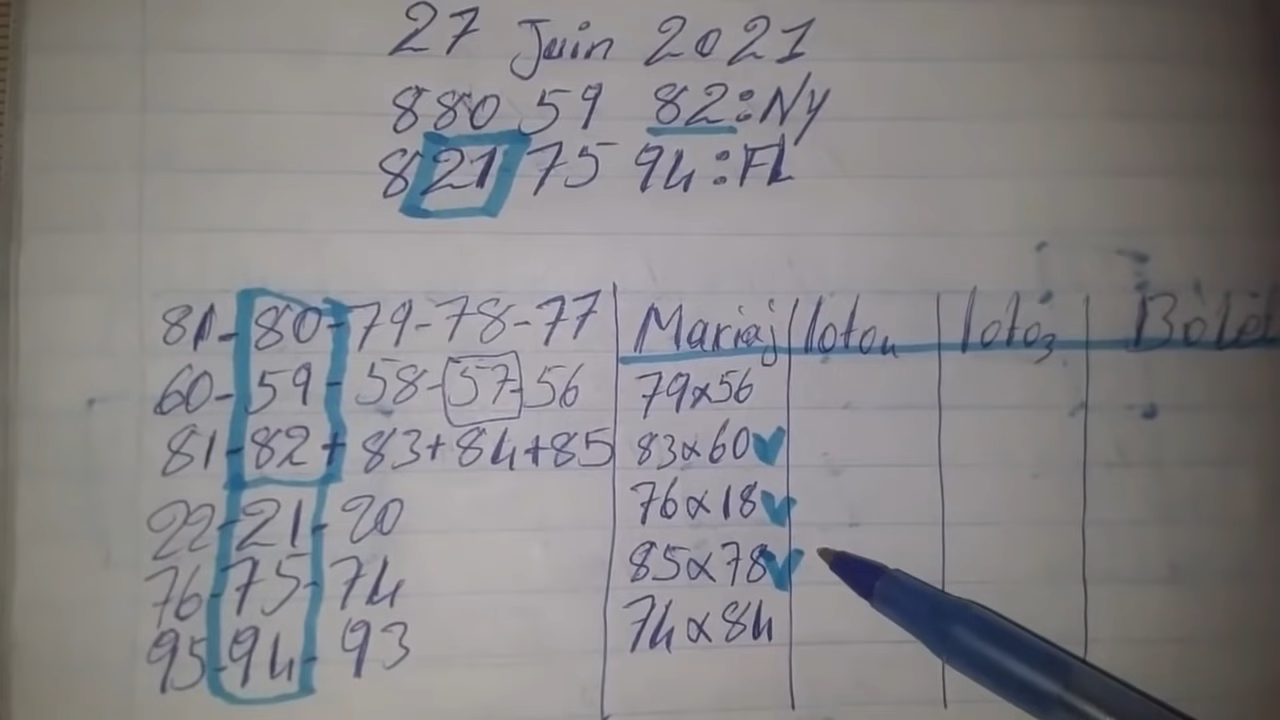 27 Juin 2021
880 59 82:Ny
821 75 94:FL
81-80-79-78-77 Mariaj loto4 loto3 Bòlèt
60-59-58-57-56 79x56
81-82+83+84+85 83x60
22-21-20 76x18
76-75-74 85x78
95-94-93 74x84